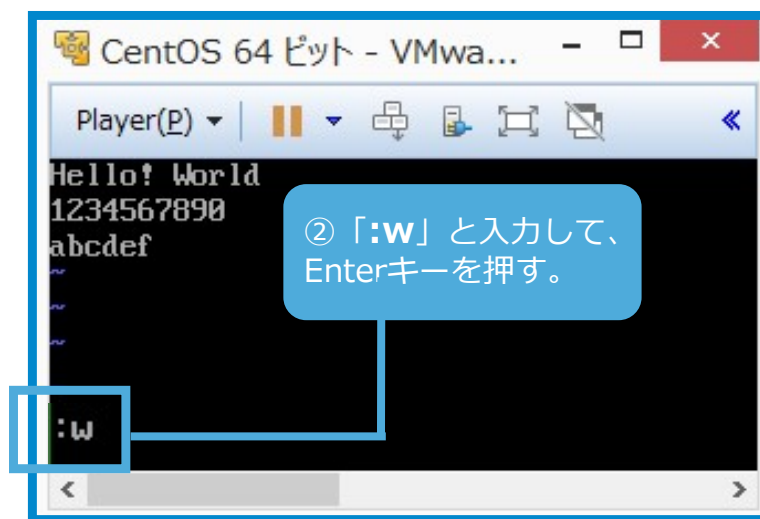 CentOS 64 ビット - VMwa...
Player(P)
Hello! World
1234567890
abcdef
~
~
~
②「:w」と入力して、
Enterキーを押す。
:w